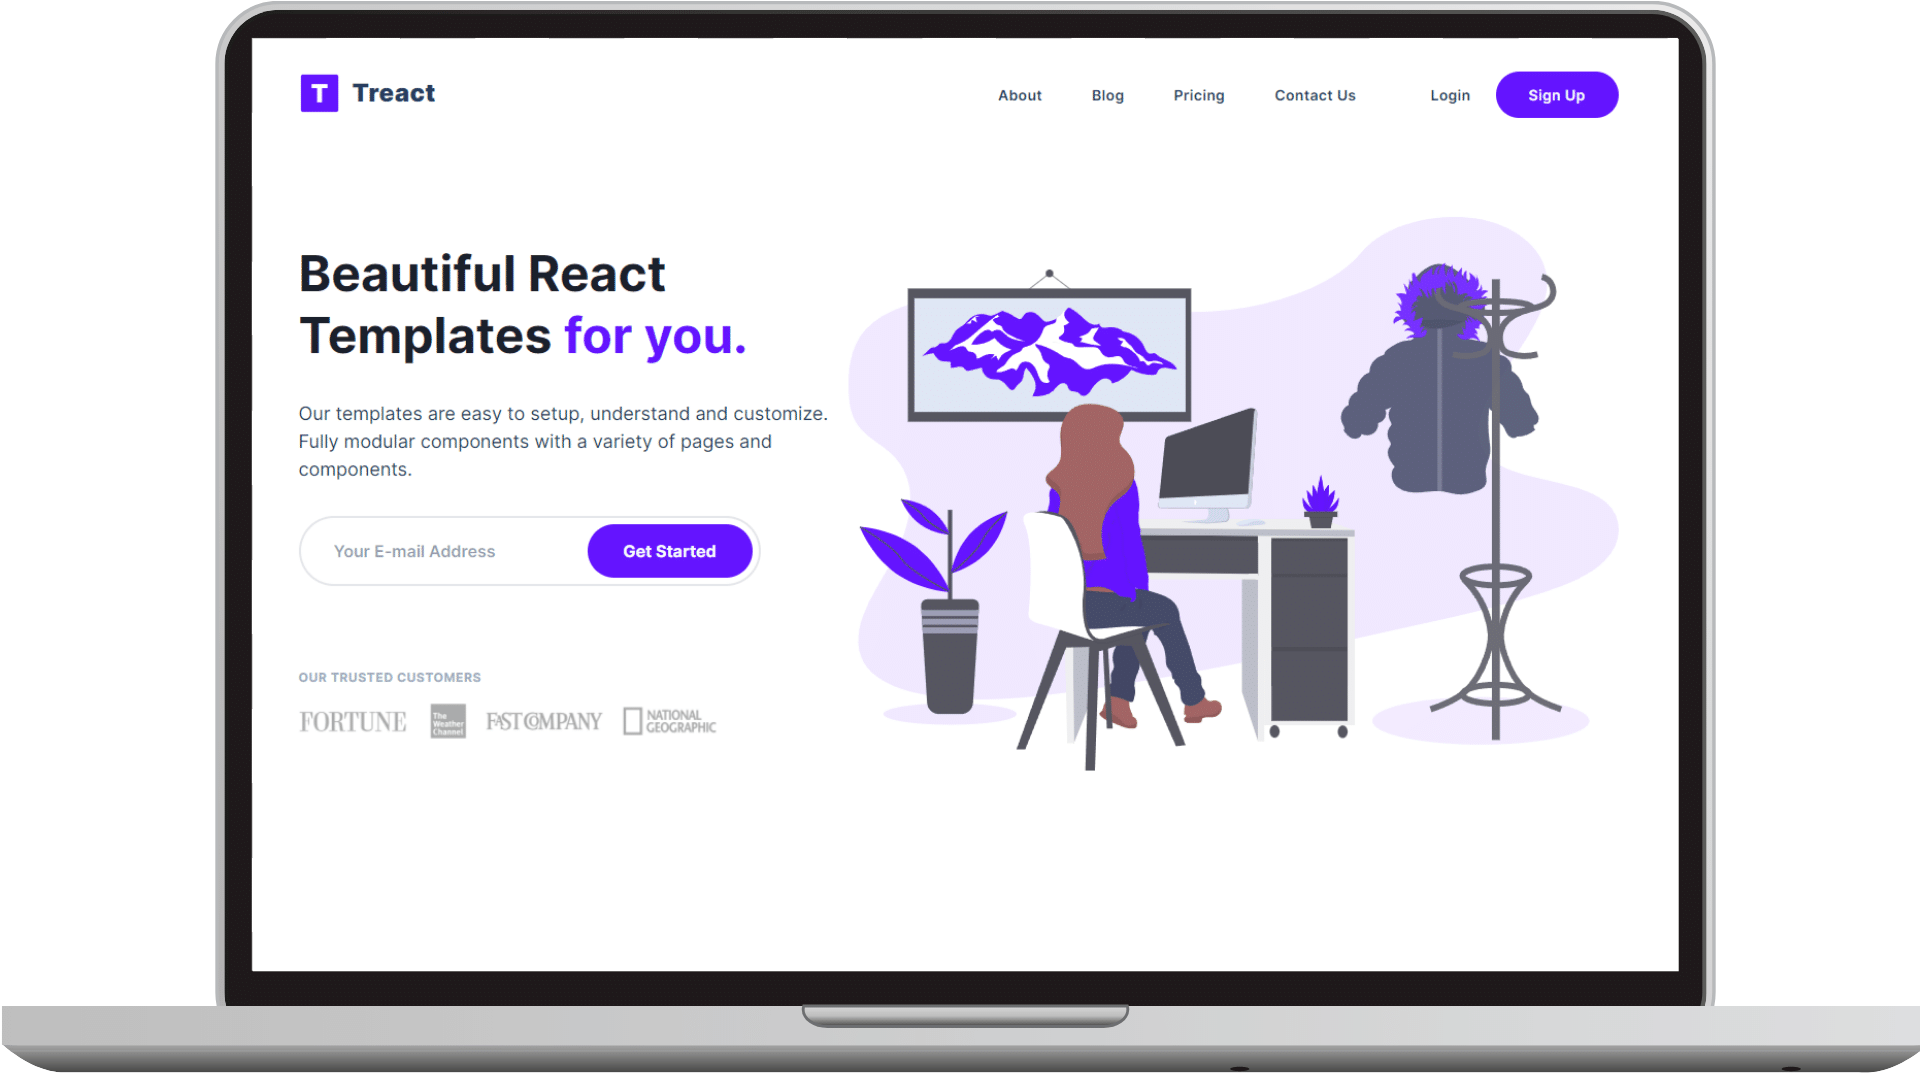 T Treact
About Blog Pricing Contact Us Login Sign Up
Beautiful React
Templates for you.
Our templates are easy to setup, understand and customize.
Fully modular components with a variety of pages and
components.
Your E-mail Address Get Started
OUR TRUSTED CUSTOMERS
FORTUNE
The
Weather
Channel
FAST COMPANY
NATIONAL
GEOGRAPHIC